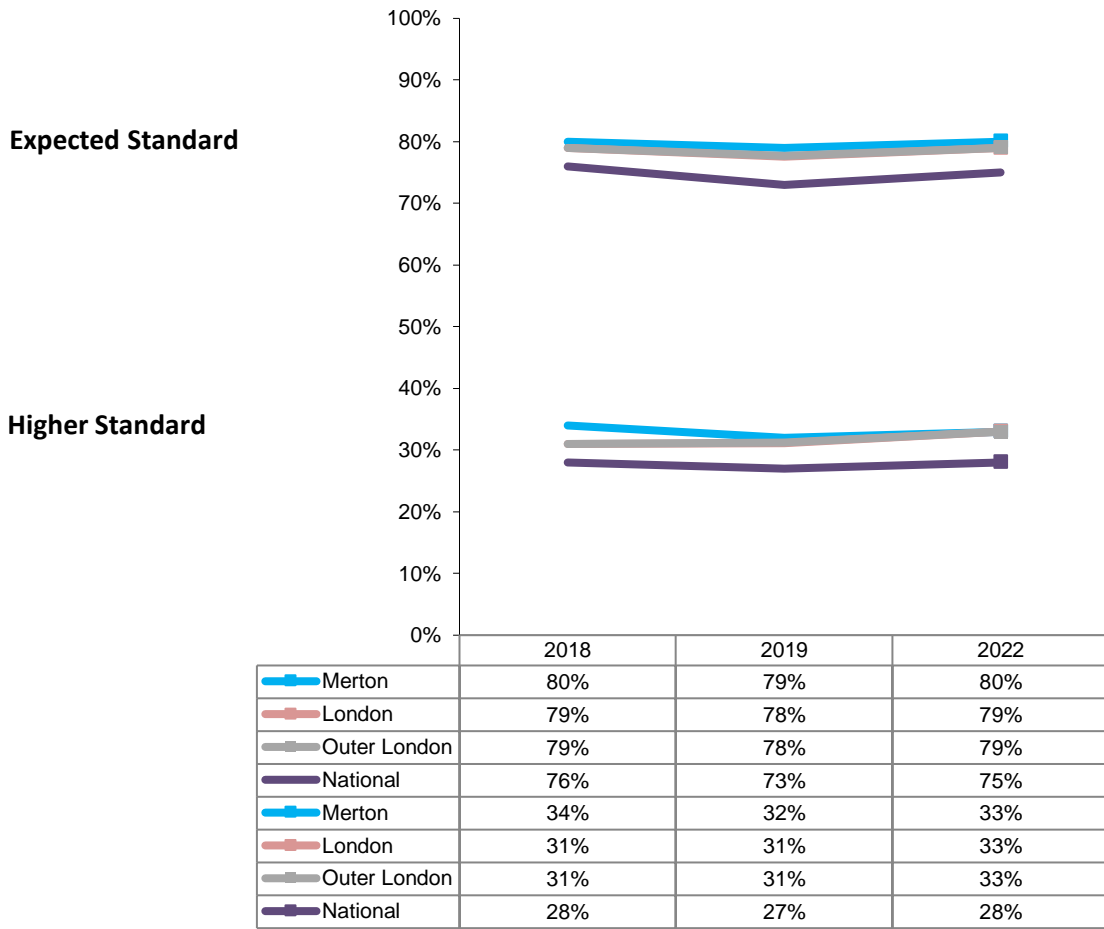 100%
90%
Expected Standard
80%
70%
60%
50%
40%
Higher Standard
30%
20%
10%
0%
2018 2019 2022
Merton 80% 79% 80%
London 79% 78% 79%
Outer London 79% 78% 79%
National 76% 73% 75%
Merton 34% 32% 33%
London 31% 31% 33%
Outer London 31% 31% 33%
National 28% 27% 28%